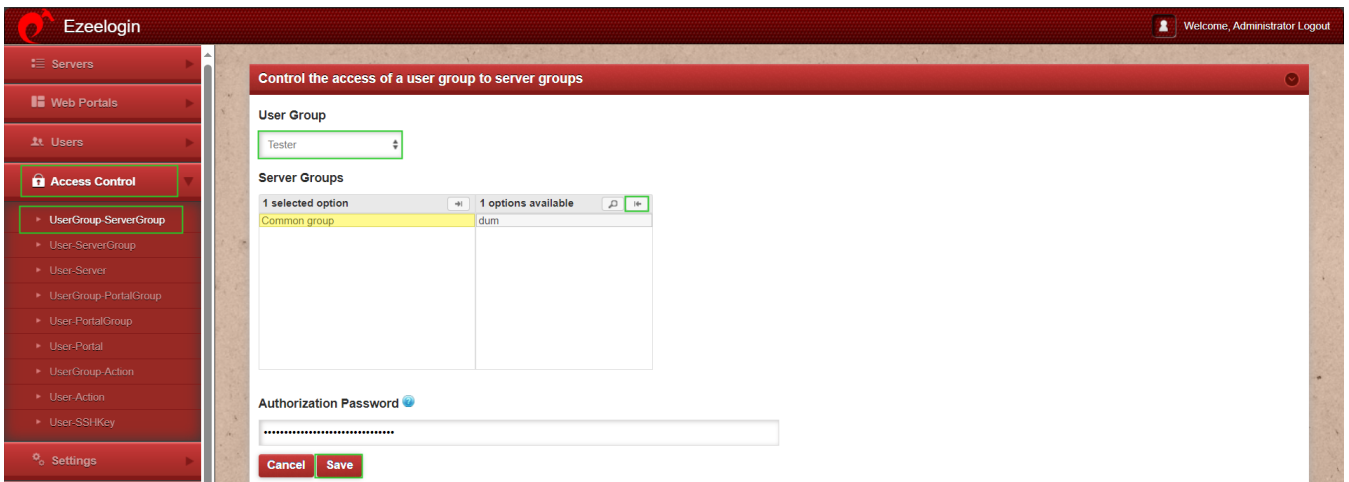 Ezeelogin
Welcome, Administrator Logout
Servers
Web Portals
Users
Access Control
UserGroup-ServerGroup
User-ServerGroup
User-Server
UserGroup-PortalGroup
User-PortalGroup
User-Portal
UserGroup-Action
User-Action
User-SSHKey
Settings
Control the access of a user group to server groups
User Group
Tester
Server Groups
1 selected option 1 options available
Common group dum
Authorization Password
Cancel Save